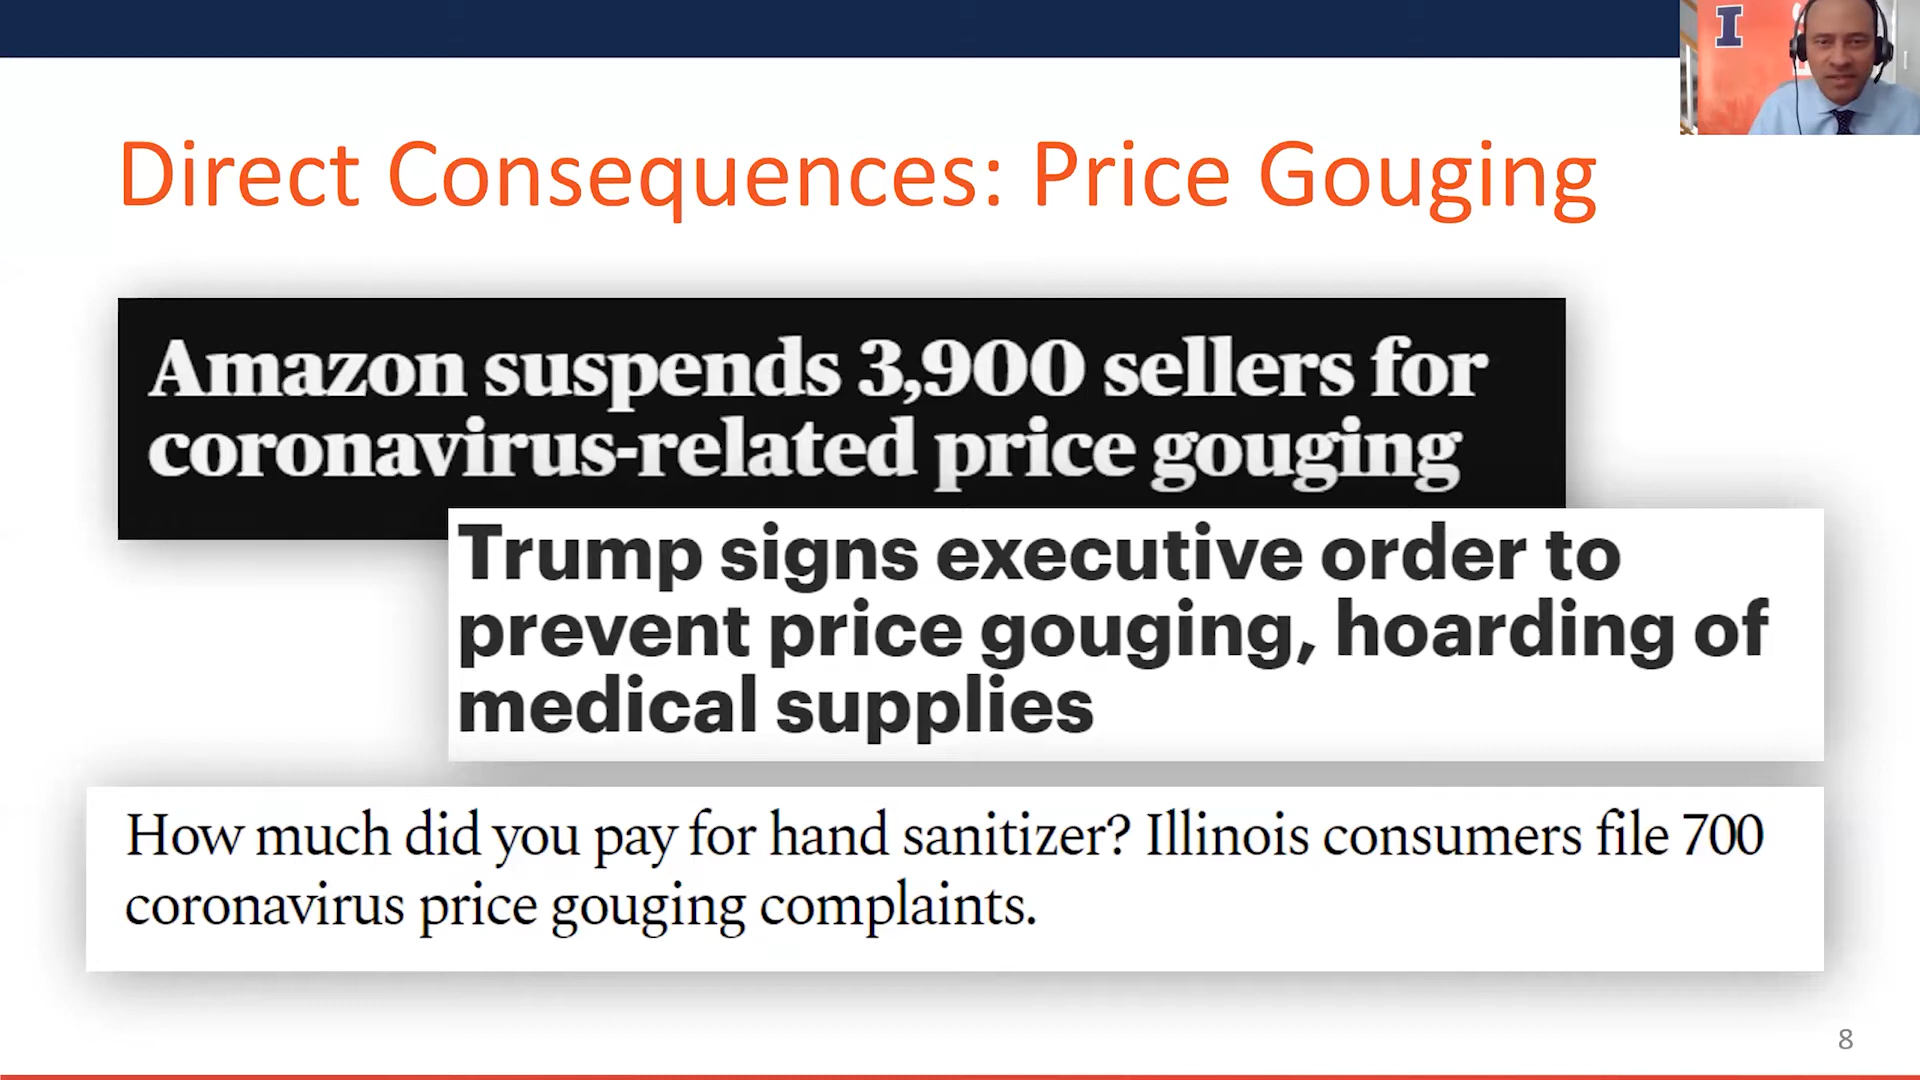 I
Direct Consequences: Price Gouging
Amazon suspends 3,900 sellers for
coronavirus-related price gouging
Trump signs executive order to
prevent price gouging, hoarding of
medical supplies
How much did you pay for hand sanitizer? Illinois consumers file 700
coronavirus price gouging complaints.
8